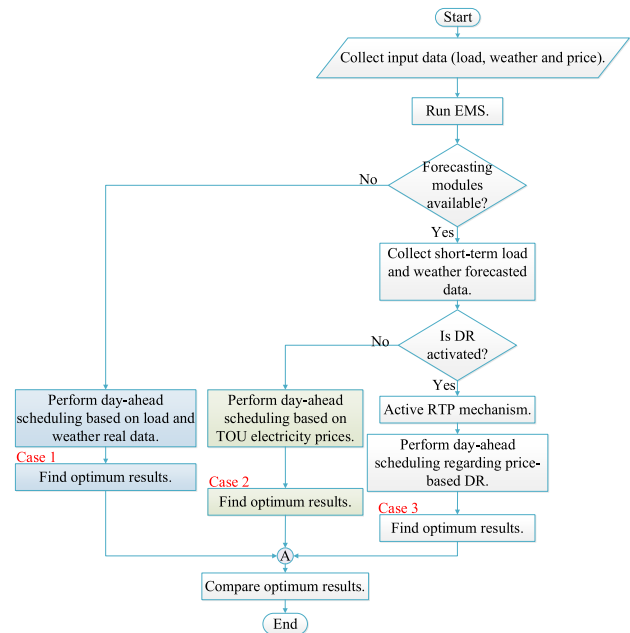 Start
Collect input data (load, weather and price).
Run EMS.
Forecasting
modules
available?
No
Yes
Collect short-term load
and weather forecasted
data.
Is DR
activated?
No
Yes
Perform day-ahead
scheduling based on load and
weather real data.
Case 1
Find optimum results.
Perform day-ahead
scheduling based on
TOU electricity prices.
Case 2
Find optimum results.
Active RTP mechanism.
Perform day-ahead
scheduling regarding price-
based DR.
Case 3
Find optimum results.
A
Compare optimum results.
End